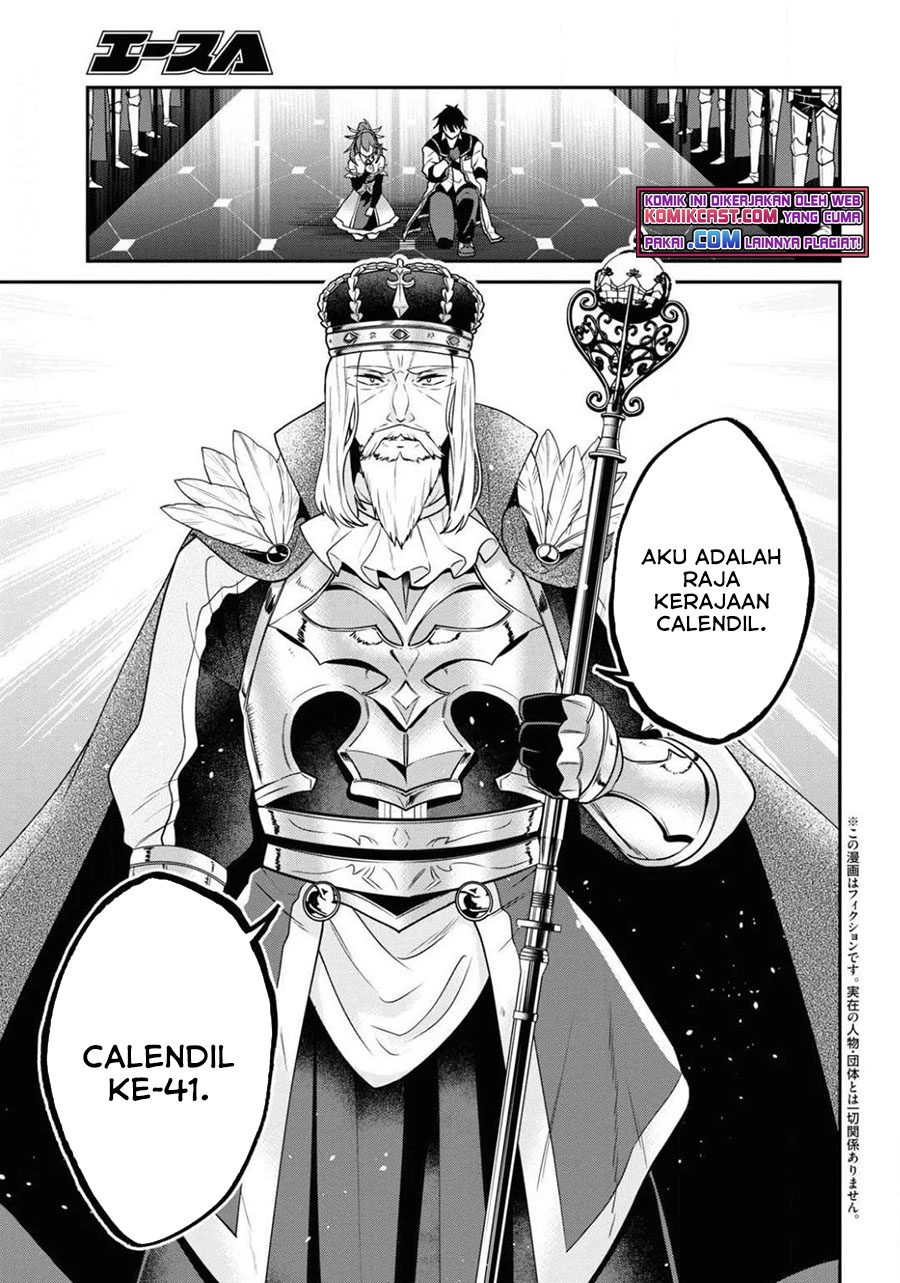 エースA
KOMIK INI DIKERJAKAN OLEH WEB
KOMIKCAST.COM YANG CUMA
PAKAI .COM LAINNYA PLAGIAT!
AKU ADALAH
RAJA
KERAJAAN
CALENDIL.
CALENDIL
KE-41.
※この漫画はフィクションです。実在の人物・団体とは一切関係ありません。